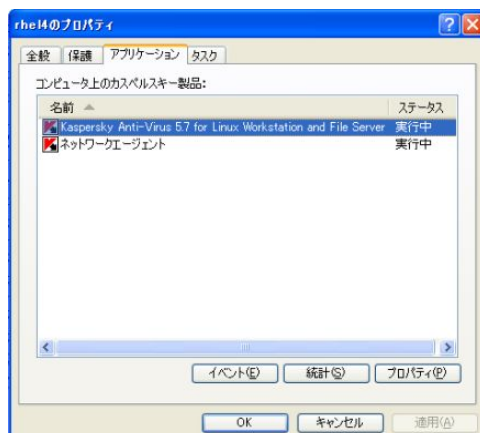 rhel4のプロパティ
全般 保護 アプリケーション タスク
コンピュータ上のカスペルスキー製品:
名前 ステータス
Kaspersky Anti-Virus 5.7 for Linux Workstation and File Server 実行中
ネットワークエージェント 実行中
イベント(E) 統計(S) プロパティ(P)
OK キャンセル 適用(A)